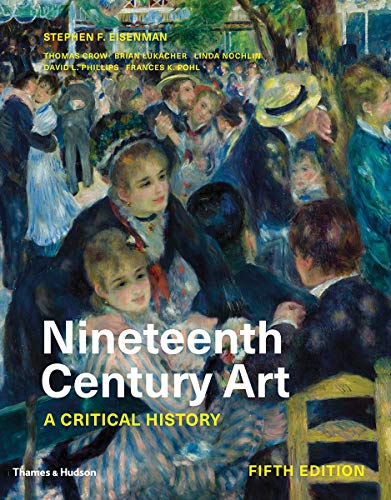 STEPHEN F. EISENMAN
THOMAS CROW BRIAN LUKACHER LINDA NOCHLIN
DAVID L. PHILLIPS FRANCES K. POHL
Nineteenth
Century Art
A CRITICAL HISTORY
Thames & Hudson
FIFTH EDITION